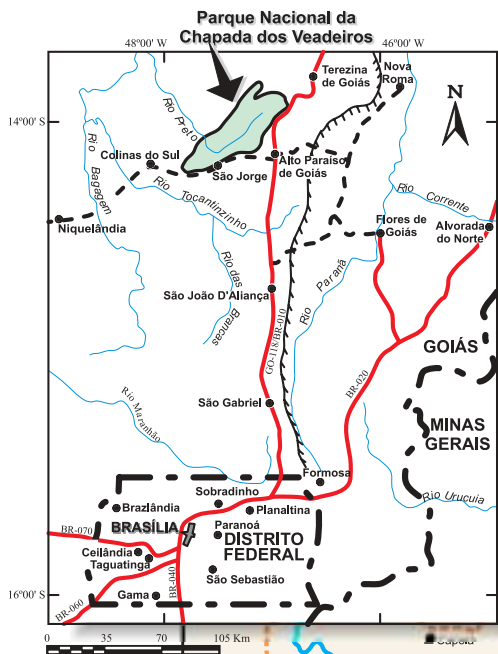 Parque Nacional da
Chapada dos Veadeiros
48°00' W
46°00' W
Terezina
de Goiás
Nova
Roma
N
Rio Preto
14°00' S
Rio Bagagem
Colinas do Sul
São Jorge
Alto Paraiso
de Goiás
Rio Tocantinzinho
Rio Corrente
Niquelândia
Flores de
Goiás
Alvorada
do Norte
Rio das Brancas
Rio Paranã
São João D'Aliança
GO-118/BR-010
GOIÁS
BR-020
Rio Maranhão
São Gabriel
MINAS
GERAIS
Formosa
Sobradinho
Rio Urucuia
Brazlândia
Planaltina
BRASÍLIA
BR-070
Paranoá
DISTRITO
FEDERAL
Ceilândia
Taguatinga
São Sebastião
BR-040
Gama
BR-060
16°00' S
0 35 70 105 Km